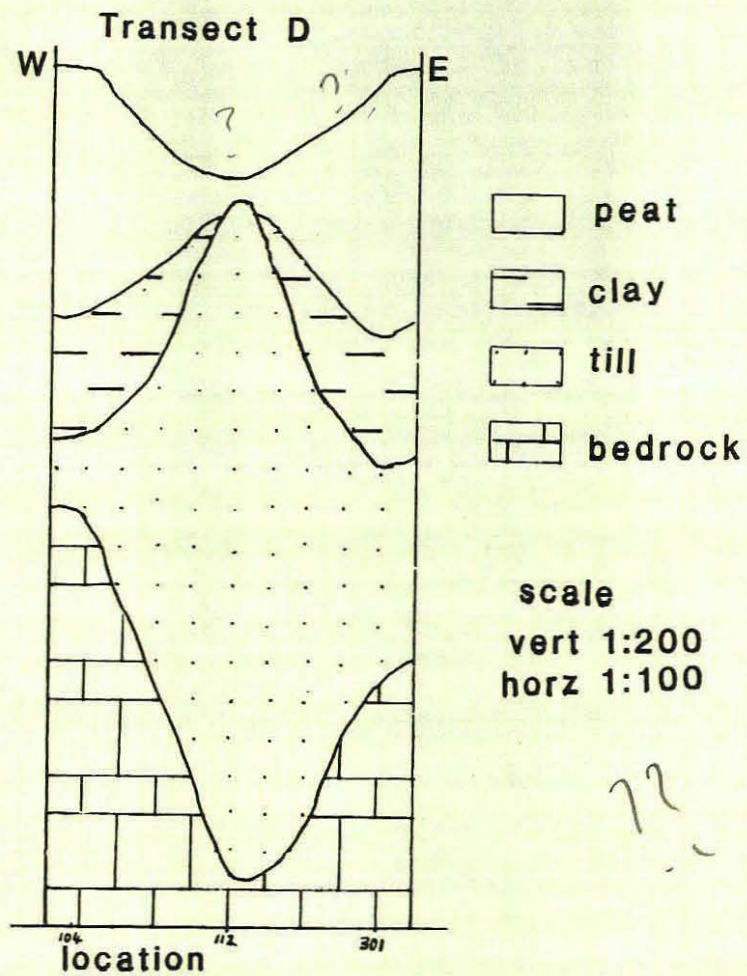 Transect D
W
E
?
?
peat
clay
till
bedrock
scale
vert 1:200
horz 1:100
??
104
112
301
location